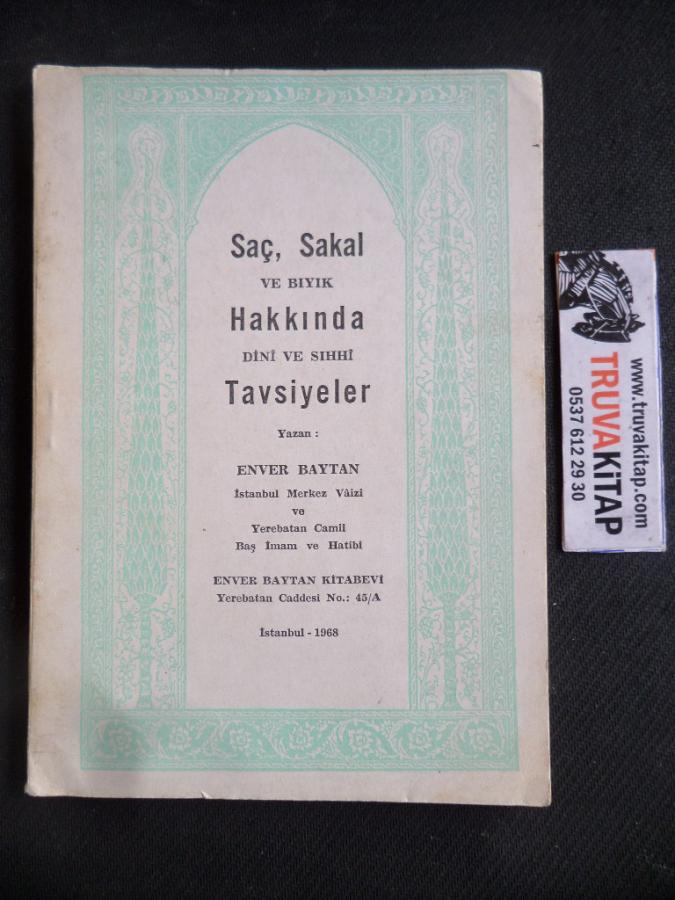 Saç, Sakal
VE BIYIK
Hakkında
DİNÎ VE SIHHÎ
Tavsiyeler
Yazan :
ENVER BAYTAN
İstanbul Merkez Vâizi
ve
Yerebatan Camii
Baş İmam ve Hatibi
ENVER BAYTAN KİTABEVİ
Yerebatan Caddesi No.: 45/A
İstanbul - 1968
www.truvakitap.com
TRUVAKiTAP
0537 612 29 30